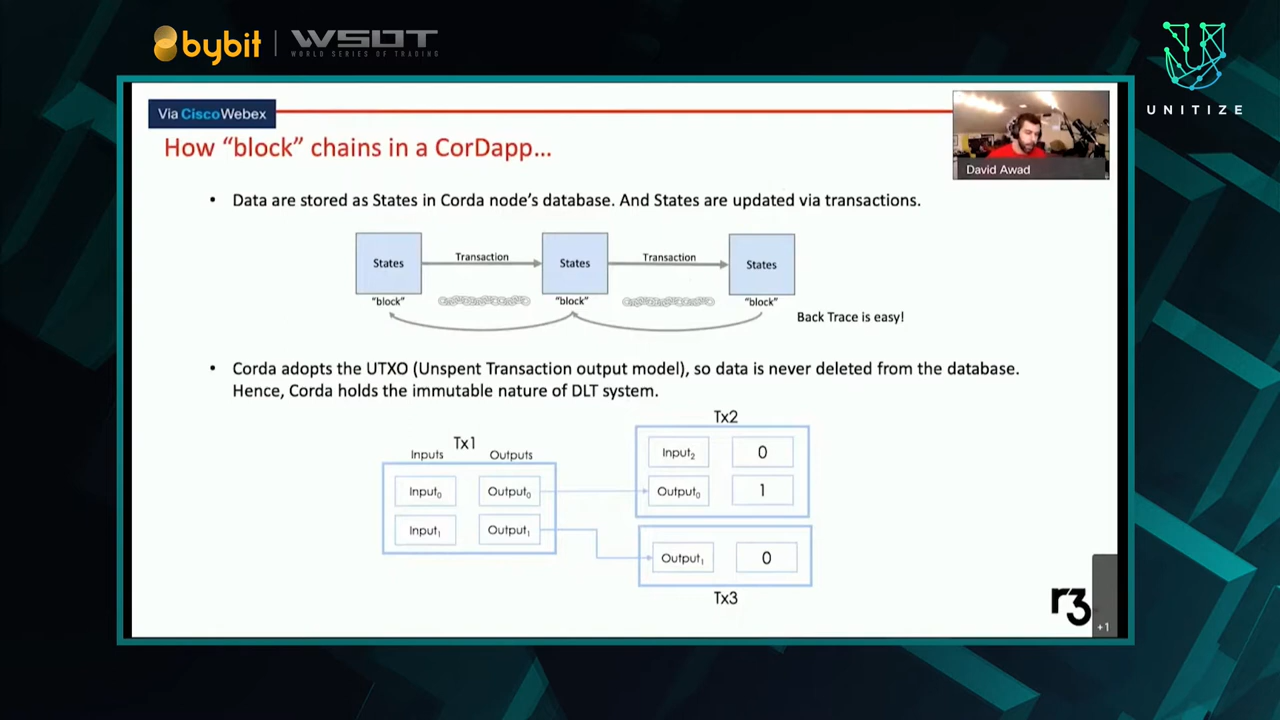 bybit
WSOT
WORLD SERIES OF TRADING
UNITIZE
Via CiscoWebex
David Awad
How “block” chains in a CorDapp...
• Data are stored as States in Corda node’s database. And States are updated via transactions.
States
Transaction
States
Transaction
States
“block”
“block”
“block”
Back Trace is easy!
• Corda adopts the UTXO (Unspent Transaction output model), so data is never deleted from the database.
Hence, Corda holds the immutable nature of DLT system.
Tx1
Inputs Outputs
Input₀ Output₀
Input₁ Output₁
Tx2
Input₂ 0
Output₀ 1
Output₁ 0
Tx3
r3
+1